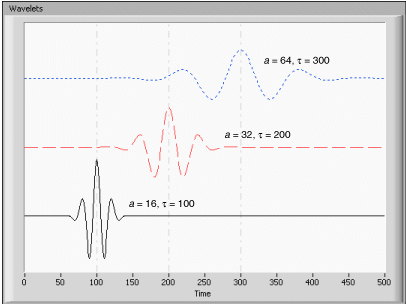 Wavelets
a = 64, τ = 300
a = 32, τ = 200
a = 16, τ = 100
0 50 100 150 200 250 300 350 400 450 500
Time